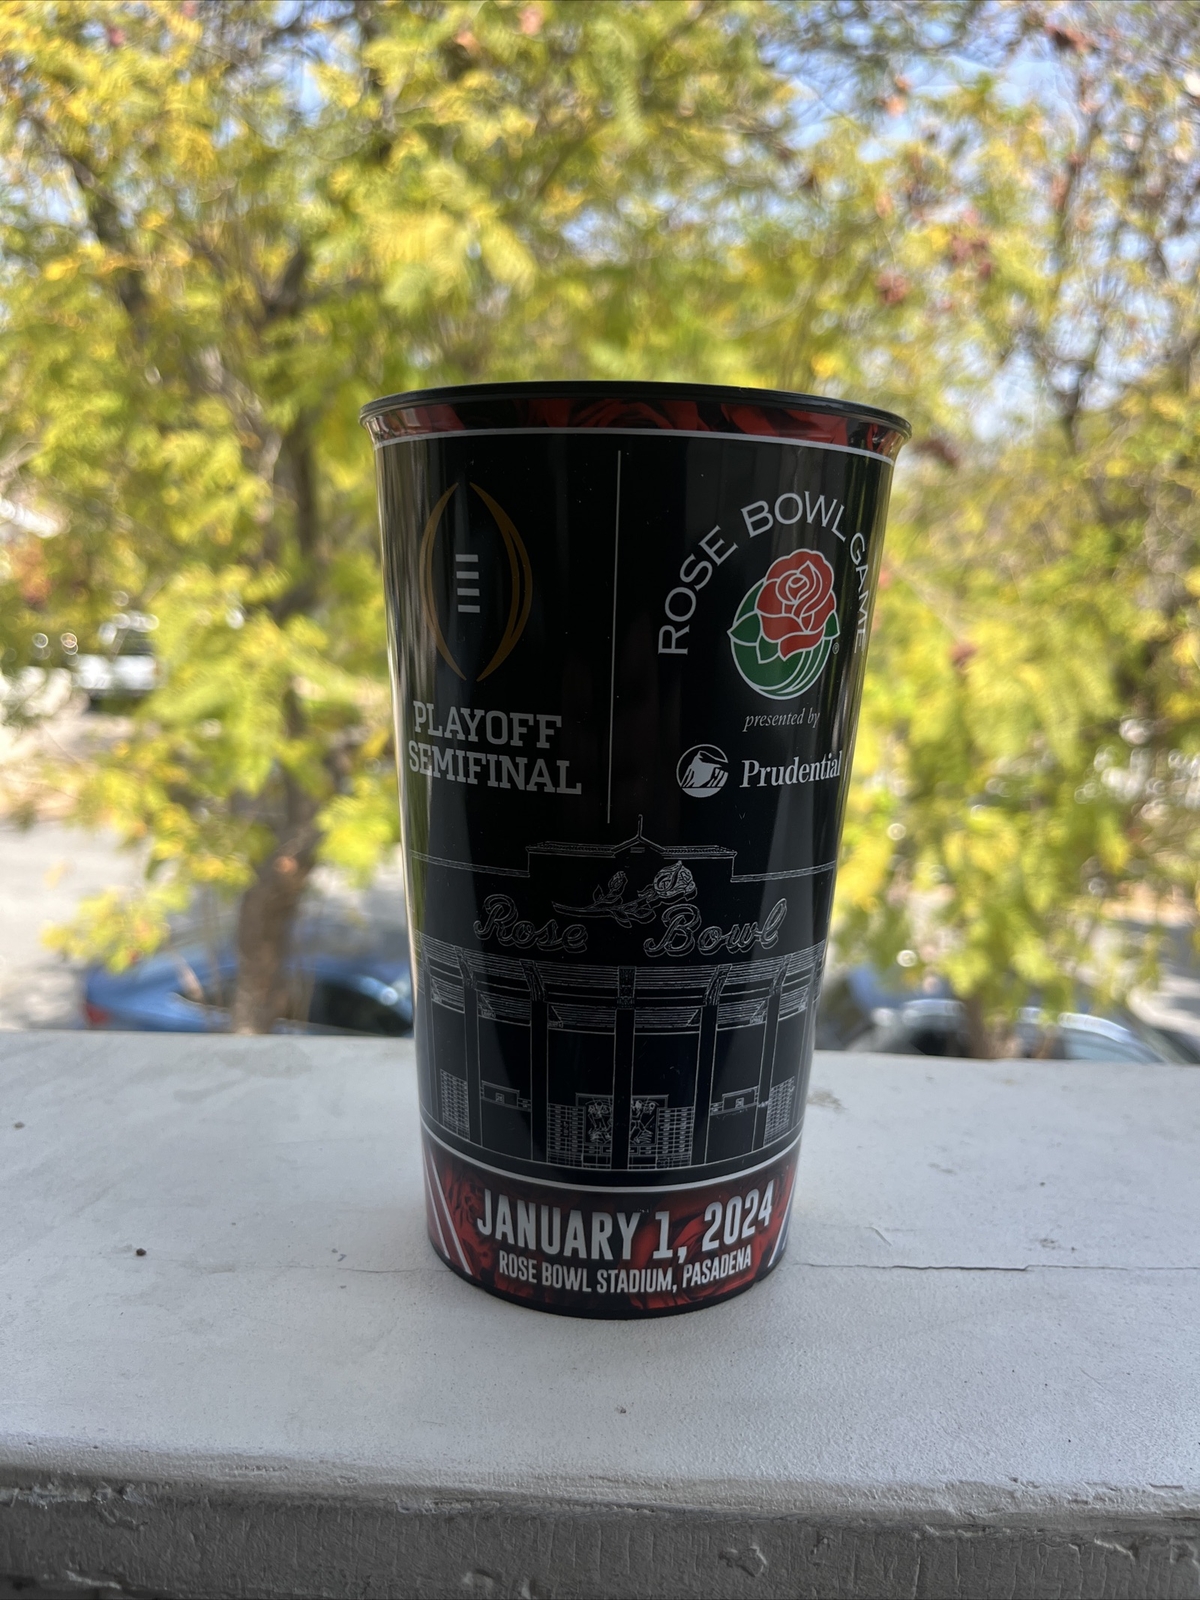 PLAYOFF
SEMIFINAL
ROSE BOWL GAME
®
presented by
Prudential
Rose Bowl
JANUARY 1, 2024
ROSE BOWL STADIUM, PASADENA